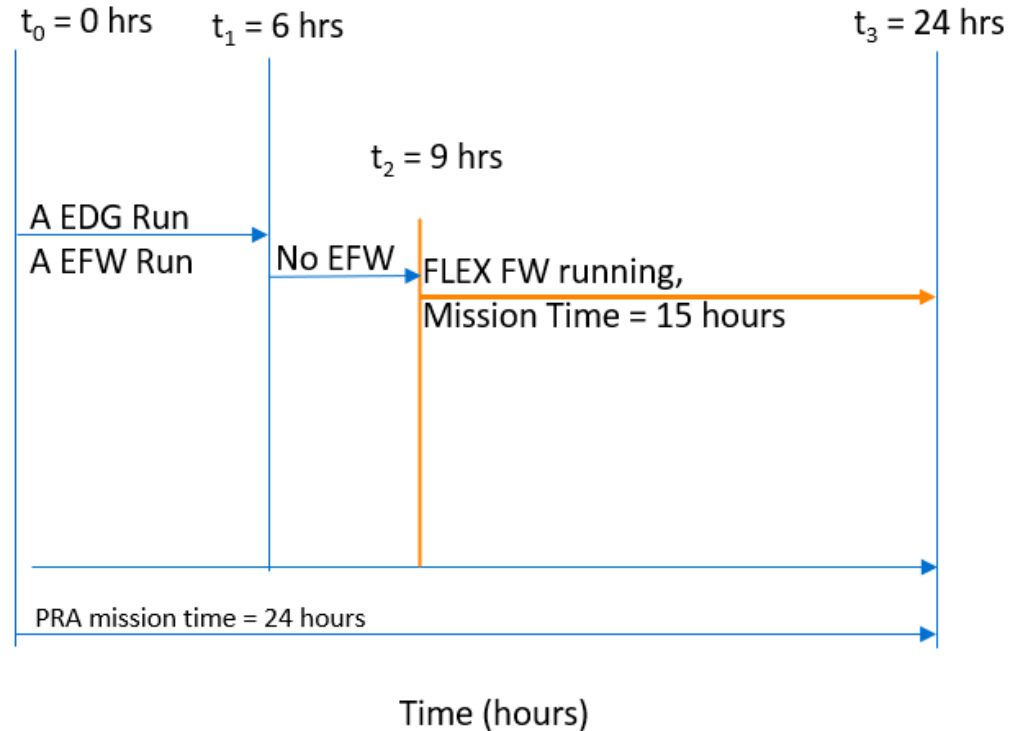 t₀ = 0 hrs
t₁ = 6 hrs
t₃ = 24 hrs
t₂ = 9 hrs
A EDG Run
A EFW Run
No EFW
FLEX FW running,
Mission Time = 15 hours
PRA mission time = 24 hours
Time (hours)